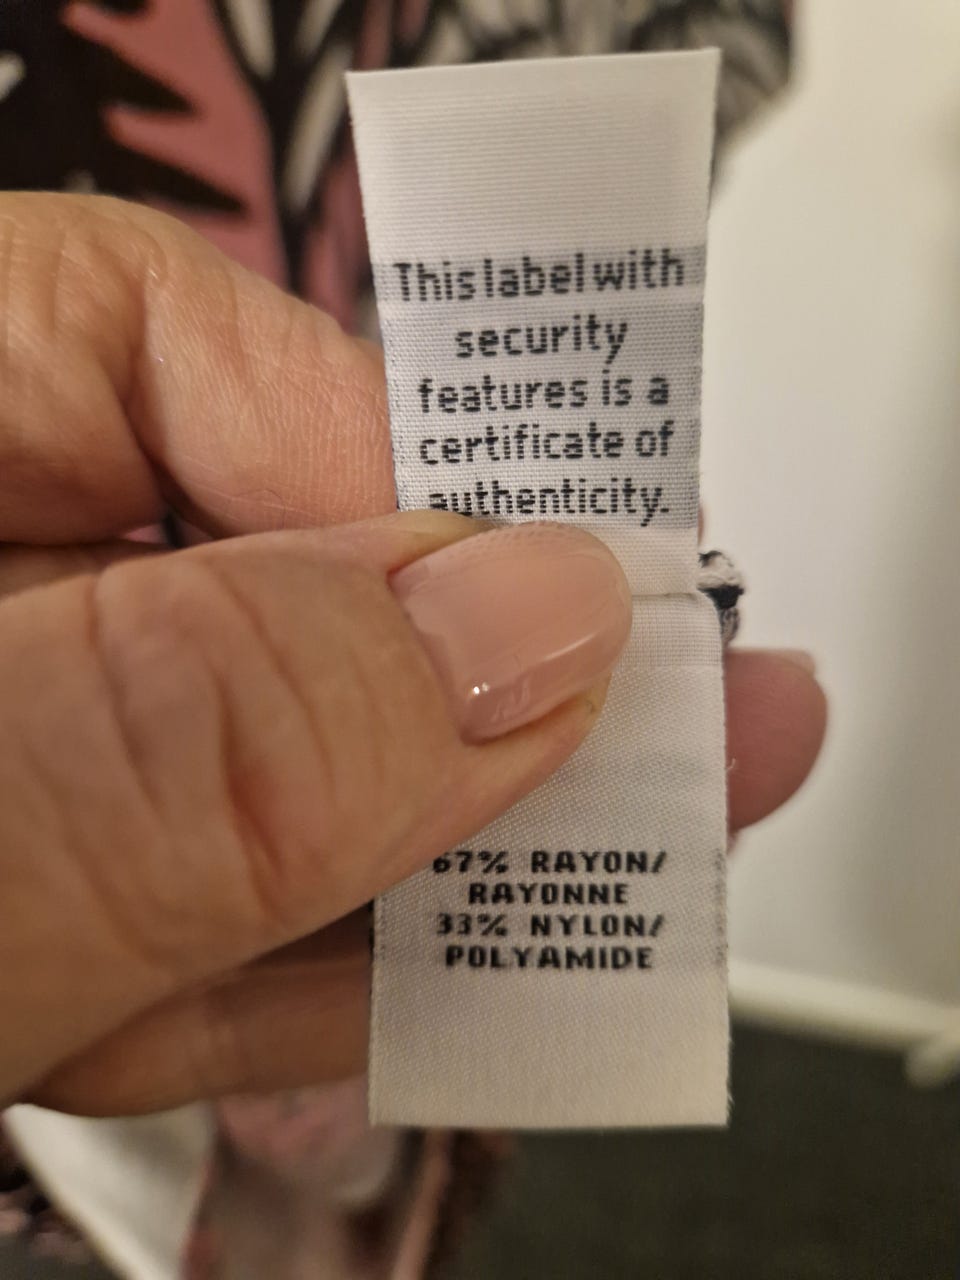 This label with
security
features is a
certificate of
authenticity.
67% RAYON/
RAYONNE
33% NYLON/
POLYAMIDE